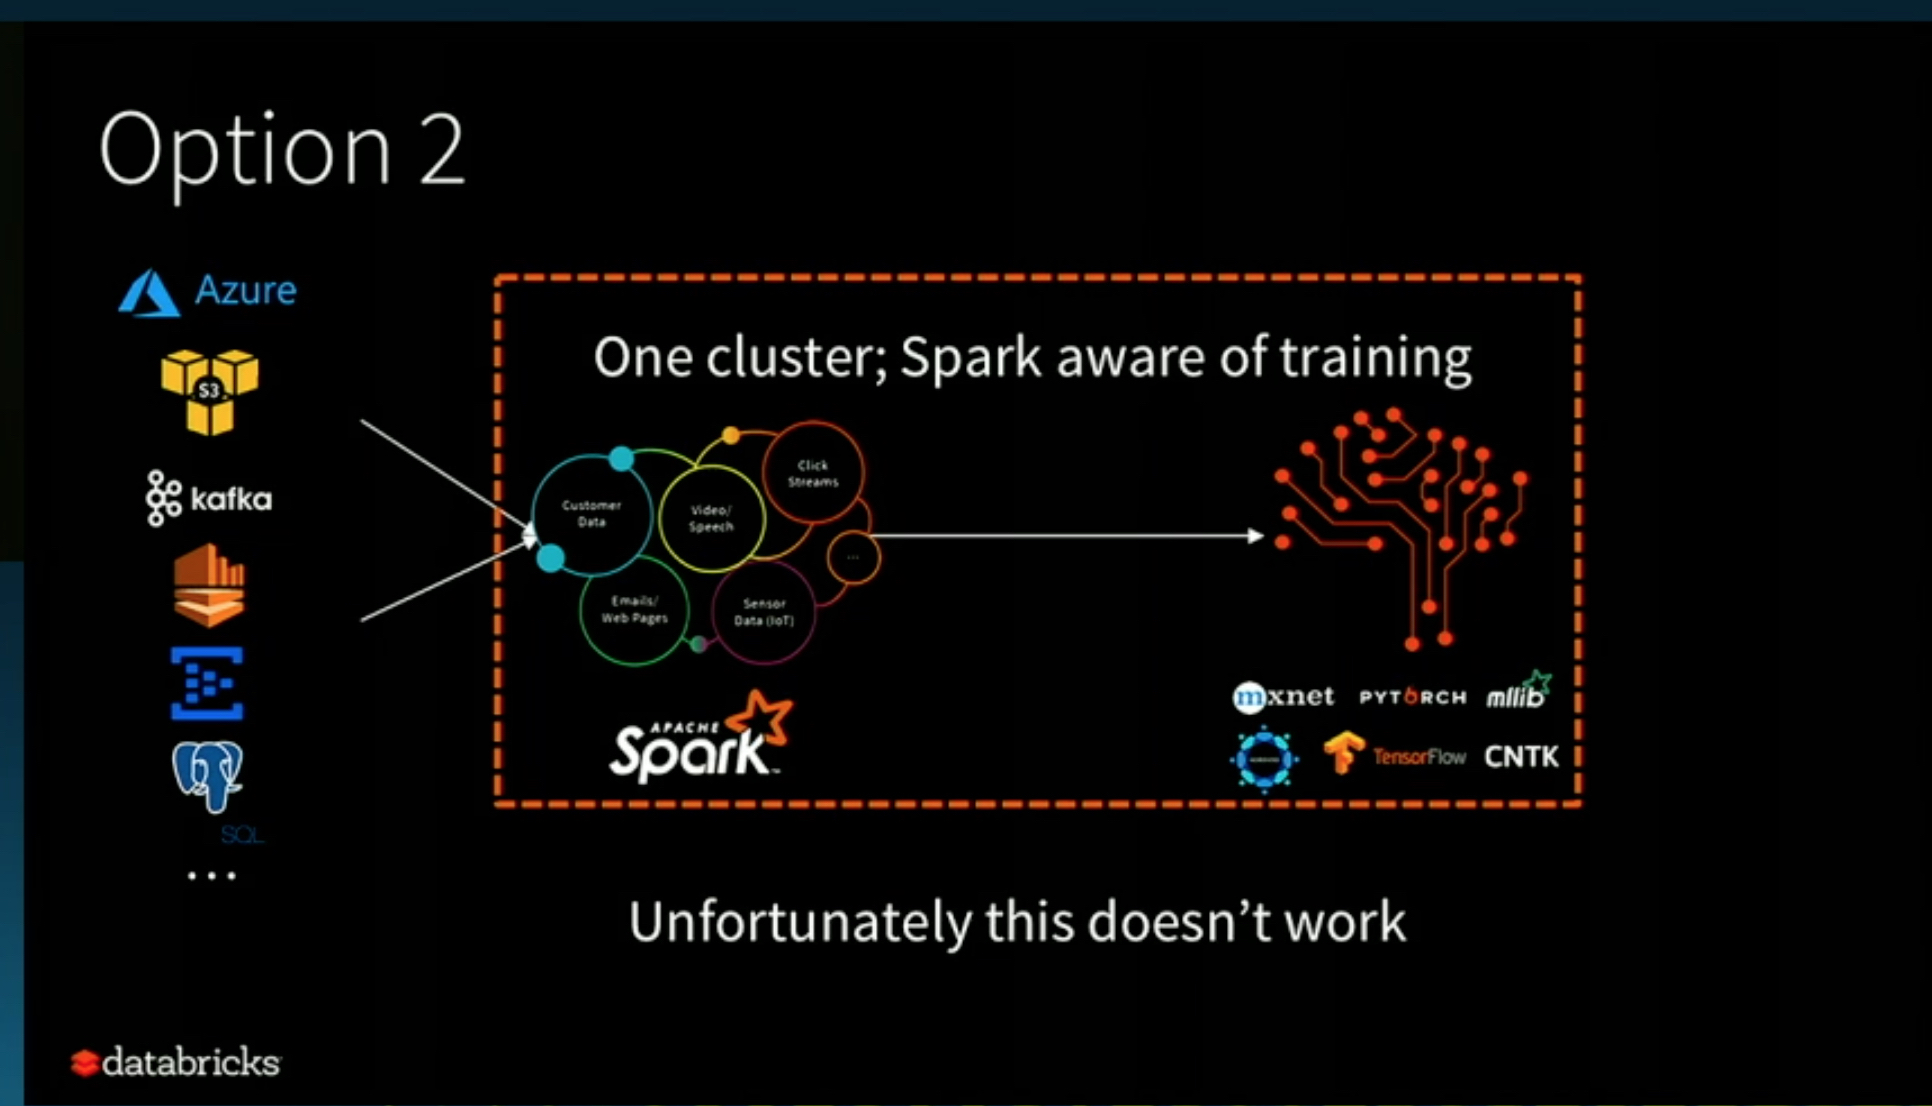 Option 2
Azure
S3
kafka
SQL
...
One cluster; Spark aware of training
Customer
Data
Video/
Speech
Click
Streams
...
Emails/
Web Pages
Sensor
Data (IoT)
APACHE
Spark™
mxnet
PYTORCH
mllib
TensorFlow
CNTK
Unfortunately this doesn't work
databricks